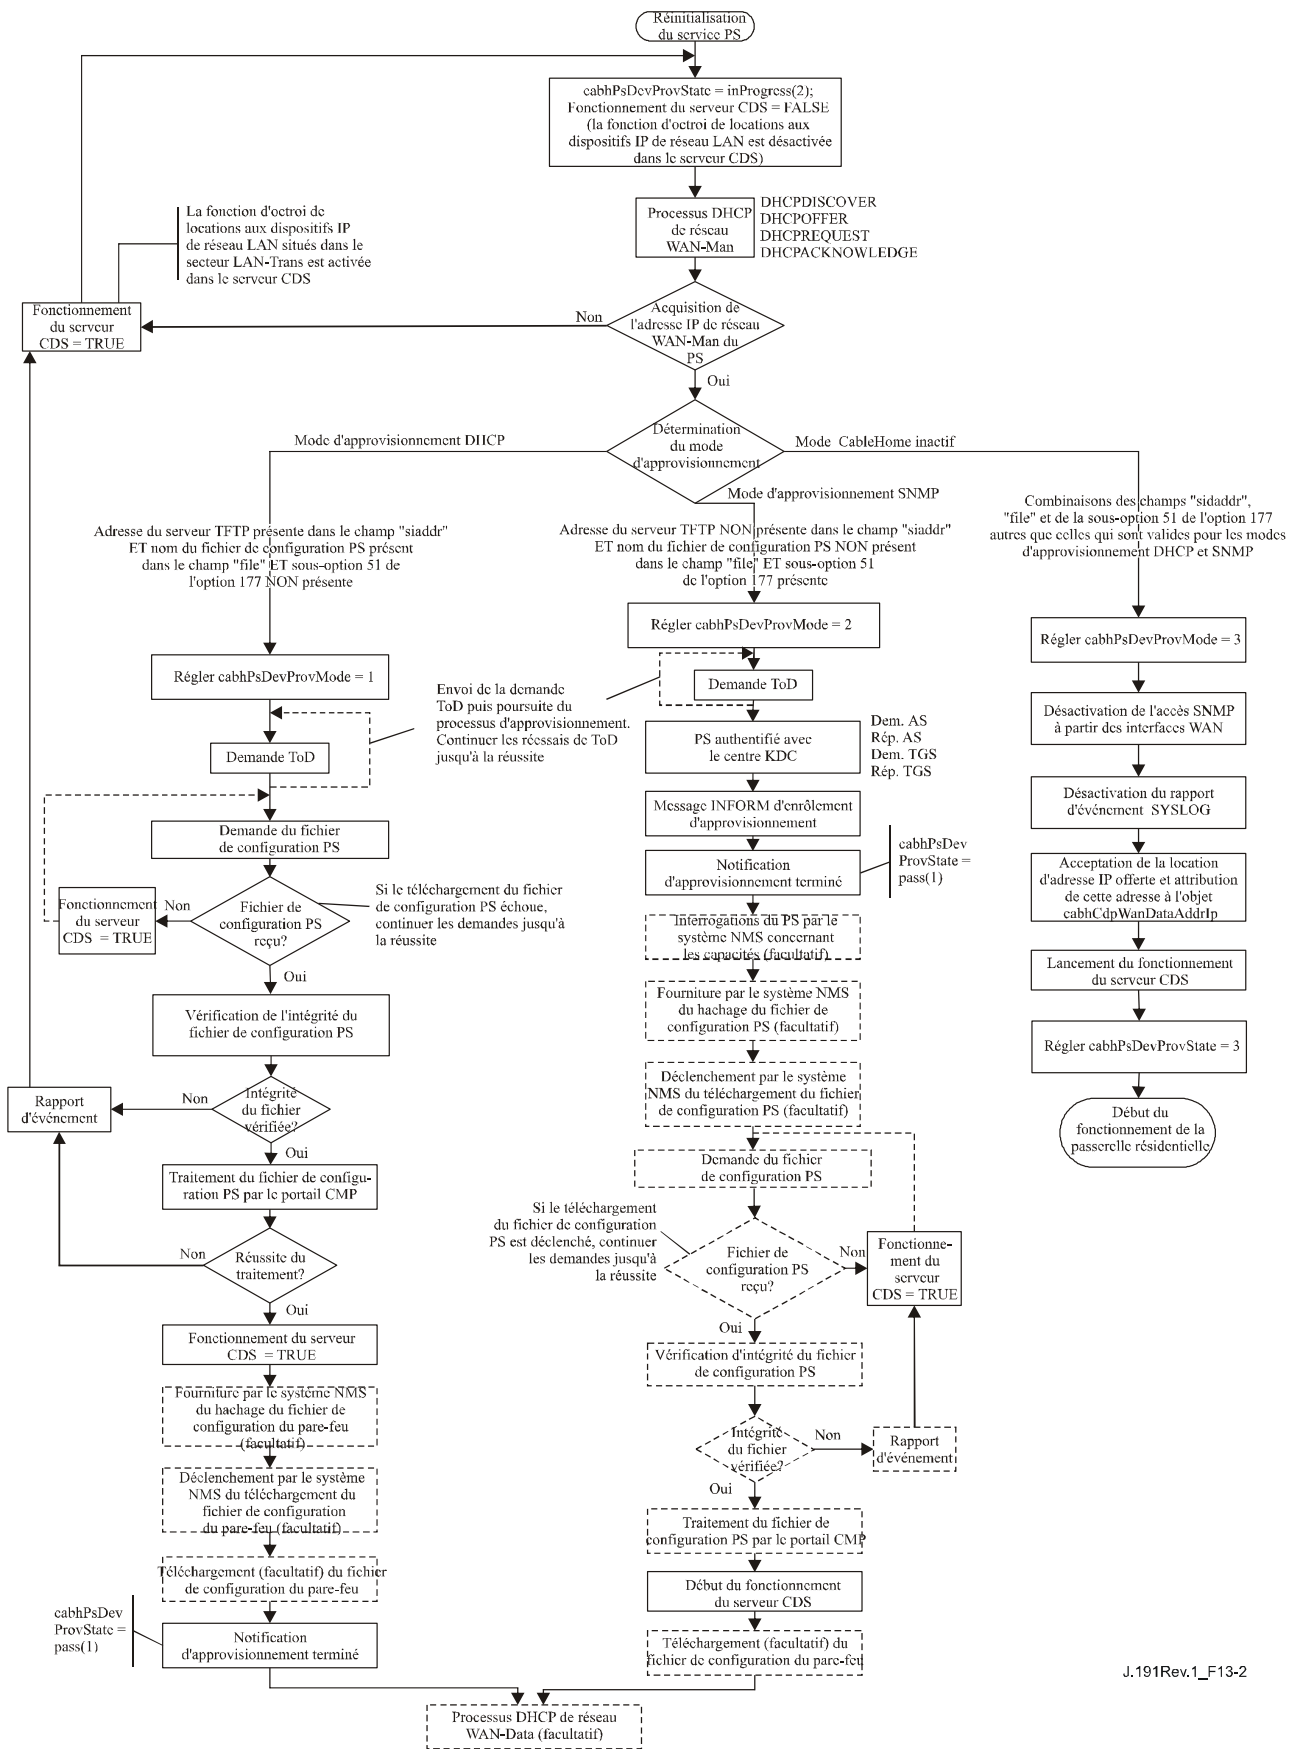 Réinitialisation
du service PS
cabhPsDevProvState = inProgress(2);
Fonctionnement du serveur CDS = FALSE
(la fonction d'octroi de locations aux
dispositifs IP de réseau LAN est désactivée
dans le serveur CDS)
Processus DHCP
de réseau
WAN-Man
DHCPDISCOVER
DHCPOFFER
DHCPREQUEST
DHCPACKNOWLEDGE
La fonction d'octroi de
locations aux dispositifs IP
de réseau LAN situés dans le
secteur LAN-Trans est activée
dans le serveur CDS
Fonctionnement
du serveur
CDS = TRUE
Non
Acquisition de
l'adresse IP de réseau
WAN-Man du
PS
Oui
Détermination
du mode
d'approvisionnement
Mode d'approvisionnement DHCP
Mode CableHome inactif
Mode d'approvisionnement SNMP
Adresse du serveur TFTP présente dans le champ "siaddr"
ET nom du fichier de configuration PS présent
dans le champ "file" ET sous-option 51 de
l'option 177 NON présente
Adresse du serveur TFTP NON présente dans le champ "siaddr"
ET nom du fichier de configuration PS NON présent
dans le champ "file" ET sous-option 51
de l'option 177 présente
Combinaisons des champs "sidaddr",
"file" et de la sous-option 51 de l'option 177
autres que celles qui sont valides pour les modes
d'approvisionnement DHCP et SNMP
Régler cabhPsDevProvMode = 1
Demande ToD
Envoi de la demande
ToD puis poursuite du
processus d'approvisionnement.
Continuer les réessais de ToD
jusqu'à la réussite
Demande du fichier
de configuration PS
Fichier de
configuration PS
reçu?
Non
Fonctionnement
du serveur
CDS = TRUE
Si le téléchargement du fichier
de configuration PS échoue,
continuer les demandes jusqu'à
la réussite
Oui
Vérification de l'intégrité du
fichier de configuration PS
Intégrité
du fichier
vérifiée?
Non
Rapport
d'événement
Oui
Traitement du fichier de configu-
ration PS par le portail CMP
Réussite du
traitement?
Non
Oui
Fonctionnement du serveur
CDS = TRUE
Fourniture par le système NMS
du hachage du fichier de
configuration du pare-feu
(facultatif)
Déclenchement par le système
NMS du téléchargement du
fichier de configuration
du pare-feu (facultatif)
Téléchargement (facultatif) du fichier
de configuration du pare-feu
cabhPsDev
ProvState =
pass(1)
Notification
d'approvisionnement terminé
Régler cabhPsDevProvMode = 2
Demande ToD
PS authentifié avec
le centre KDC
Dem. AS
Rép. AS
Dem. TGS
Rép. TGS
Message INFORM d'enrôlement
d'approvisionnement
Notification
d'approvisionnement terminé
cabhPsDev
ProvState =
pass(1)
Interrogations du PS par le
système NMS concernant
les capacités (facultatif)
Fourniture par le système NMS
du hachage du fichier de
configuration PS (facultatif)
Déclenchement par le système
NMS du téléchargement du fichier
de configuration PS (facultatif)
Demande du fichier
de configuration PS
Si le téléchargement
du fichier de configuration
PS est déclenché, continuer
les demandes jusqu'à
la réussite
Fichier de
configuration PS
reçu?
Non
Fonctionne-
ment du
serveur
CDS = TRUE
Oui
Vérification d'intégrité du fichier
de configuration PS
Intégrité
du fichier
vérifiée?
Non
Rapport
d'événement
Oui
Traitement du fichier de
configuration PS par le portail CMP
Début du fonctionnement
du serveur CDS
Téléchargement (facultatif) du
fichier de configuration du pare-feu
Régler cabhPsDevProvMode = 3
Désactivation de l'accès SNMP
à partir des interfaces WAN
Désactivation du rapport
d'événement SYSLOG
Acceptation de la location
d'adresse IP offerte et attribution
de cette adresse à l'objet
cabhCdpWanDataAddrIp
Lancement du fonctionnement
du serveur CDS
Régler cabhPsDevProvState = 3
Début du
fonctionnement de la
passerelle résidentielle
Processus DHCP de réseau
WAN-Data (facultatif)
J.191Rev.1_F13-2